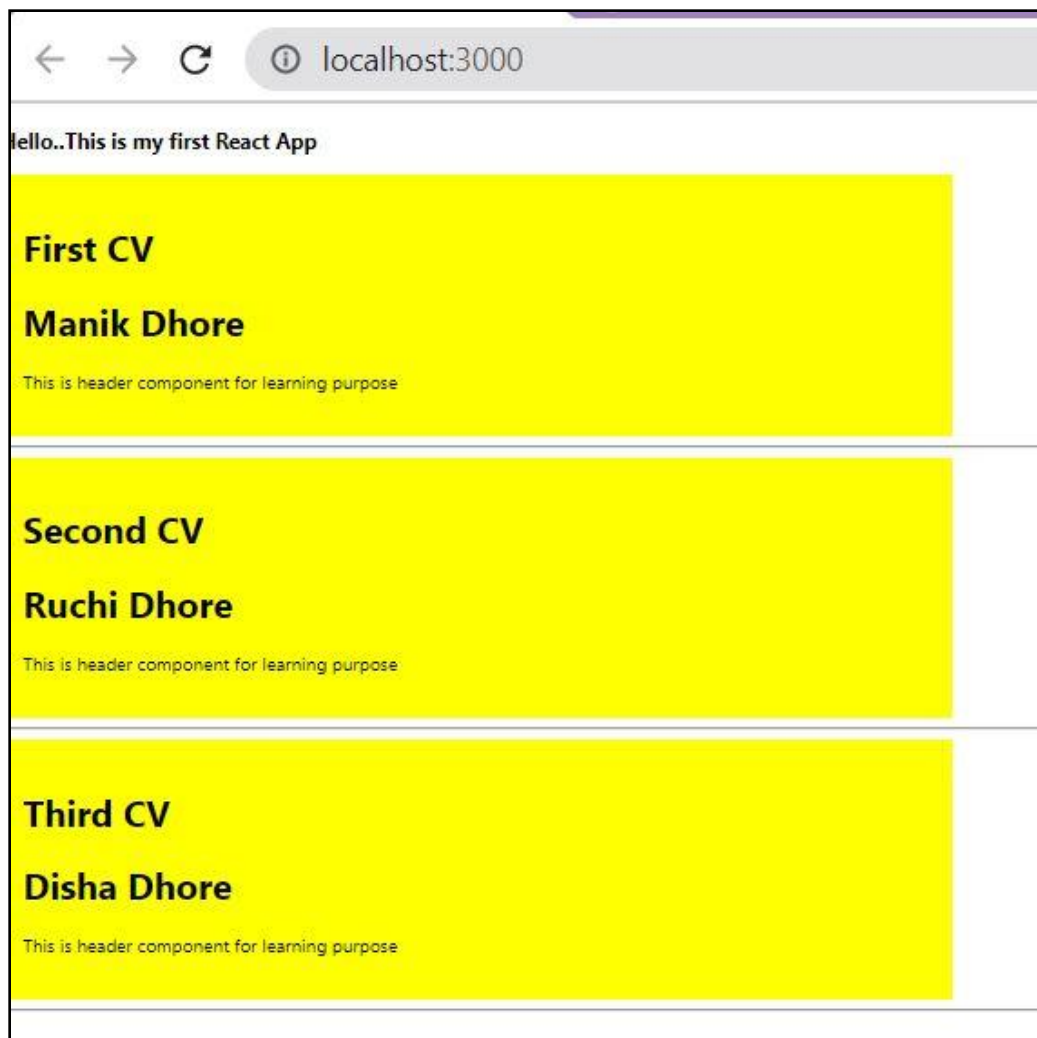 localhost:3000
Hello..This is my first React App
First CV
Manik Dhore
This is header component for learning purpose
Second CV
Ruchi Dhore
This is header component for learning purpose
Third CV
Disha Dhore
This is header component for learning purpose